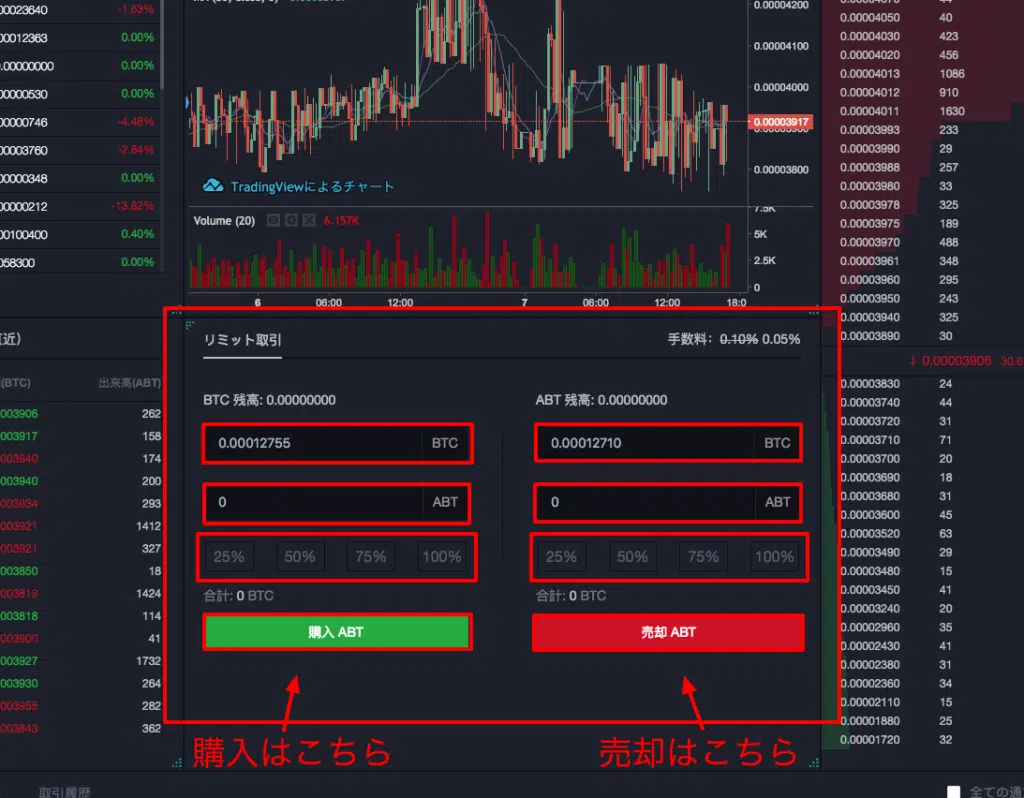 00023640 -1.63%
00012363 0.00%
0.00000000 0.00%
0000530 0.00%
0000746 -4.48%
0003760 -2.84%
0000348 0.00%
0000212 -13.82%
00100400 0.40%
058300 0.00%
0.00004200
0.00004100
0.00004000
0.00003917
0.00003800
TradingViewによるチャート
Volume (20) 6.157K
7.5K
5K
2.5K
0
6 06:00 12:00 7 06:00 12:00 18:0
0.00004050 40
0.00004030 423
0.00004020 456
0.00004013 1086
0.00004012 910
0.00004011 1630
0.00003993 233
0.00003990 29
0.00003988 257
0.00003980 33
0.00003978 325
0.00003975 189
0.00003970 488
0.00003961 348
0.00003960 295
0.00003950 243
0.00003940 325
0.00003890 30
↓ 0.00003906 30.6
0.00003830 24
0.00003740 44
0.00003720 31
0.00003710 71
0.00003700 20
0.00003690 18
0.00003680 31
0.00003600 45
0.00003520 63
0.00003490 29
0.00003480 15
0.00003450 41
0.00003240 20
0.00002960 35
0.00002430 41
0.00002380 31
0.00002360 34
0.00002110 15
0.00001880 25
0.00001720 32
近)
(BTC) 出来高(ABT)
003906 262
003917 158
003940 174
003940 200
003934 293
003921 1412
003921 327
003850 18
003819 1424
003818 114
003900 41
003927 1732
003930 264
003955 282
003843 362
リミット取引 手数料: 0.10% 0.05%
BTC 残高: 0.00000000
0.00012755 BTC
0 ABT
25% 50% 75% 100%
合計: 0 BTC
購入 ABT
ABT 残高: 0.00000000
0.00012710 BTC
0 ABT
25% 50% 75% 100%
合計: 0 BTC
売却 ABT
購入はこちら
売却はこちら
取引履歴
全ての通